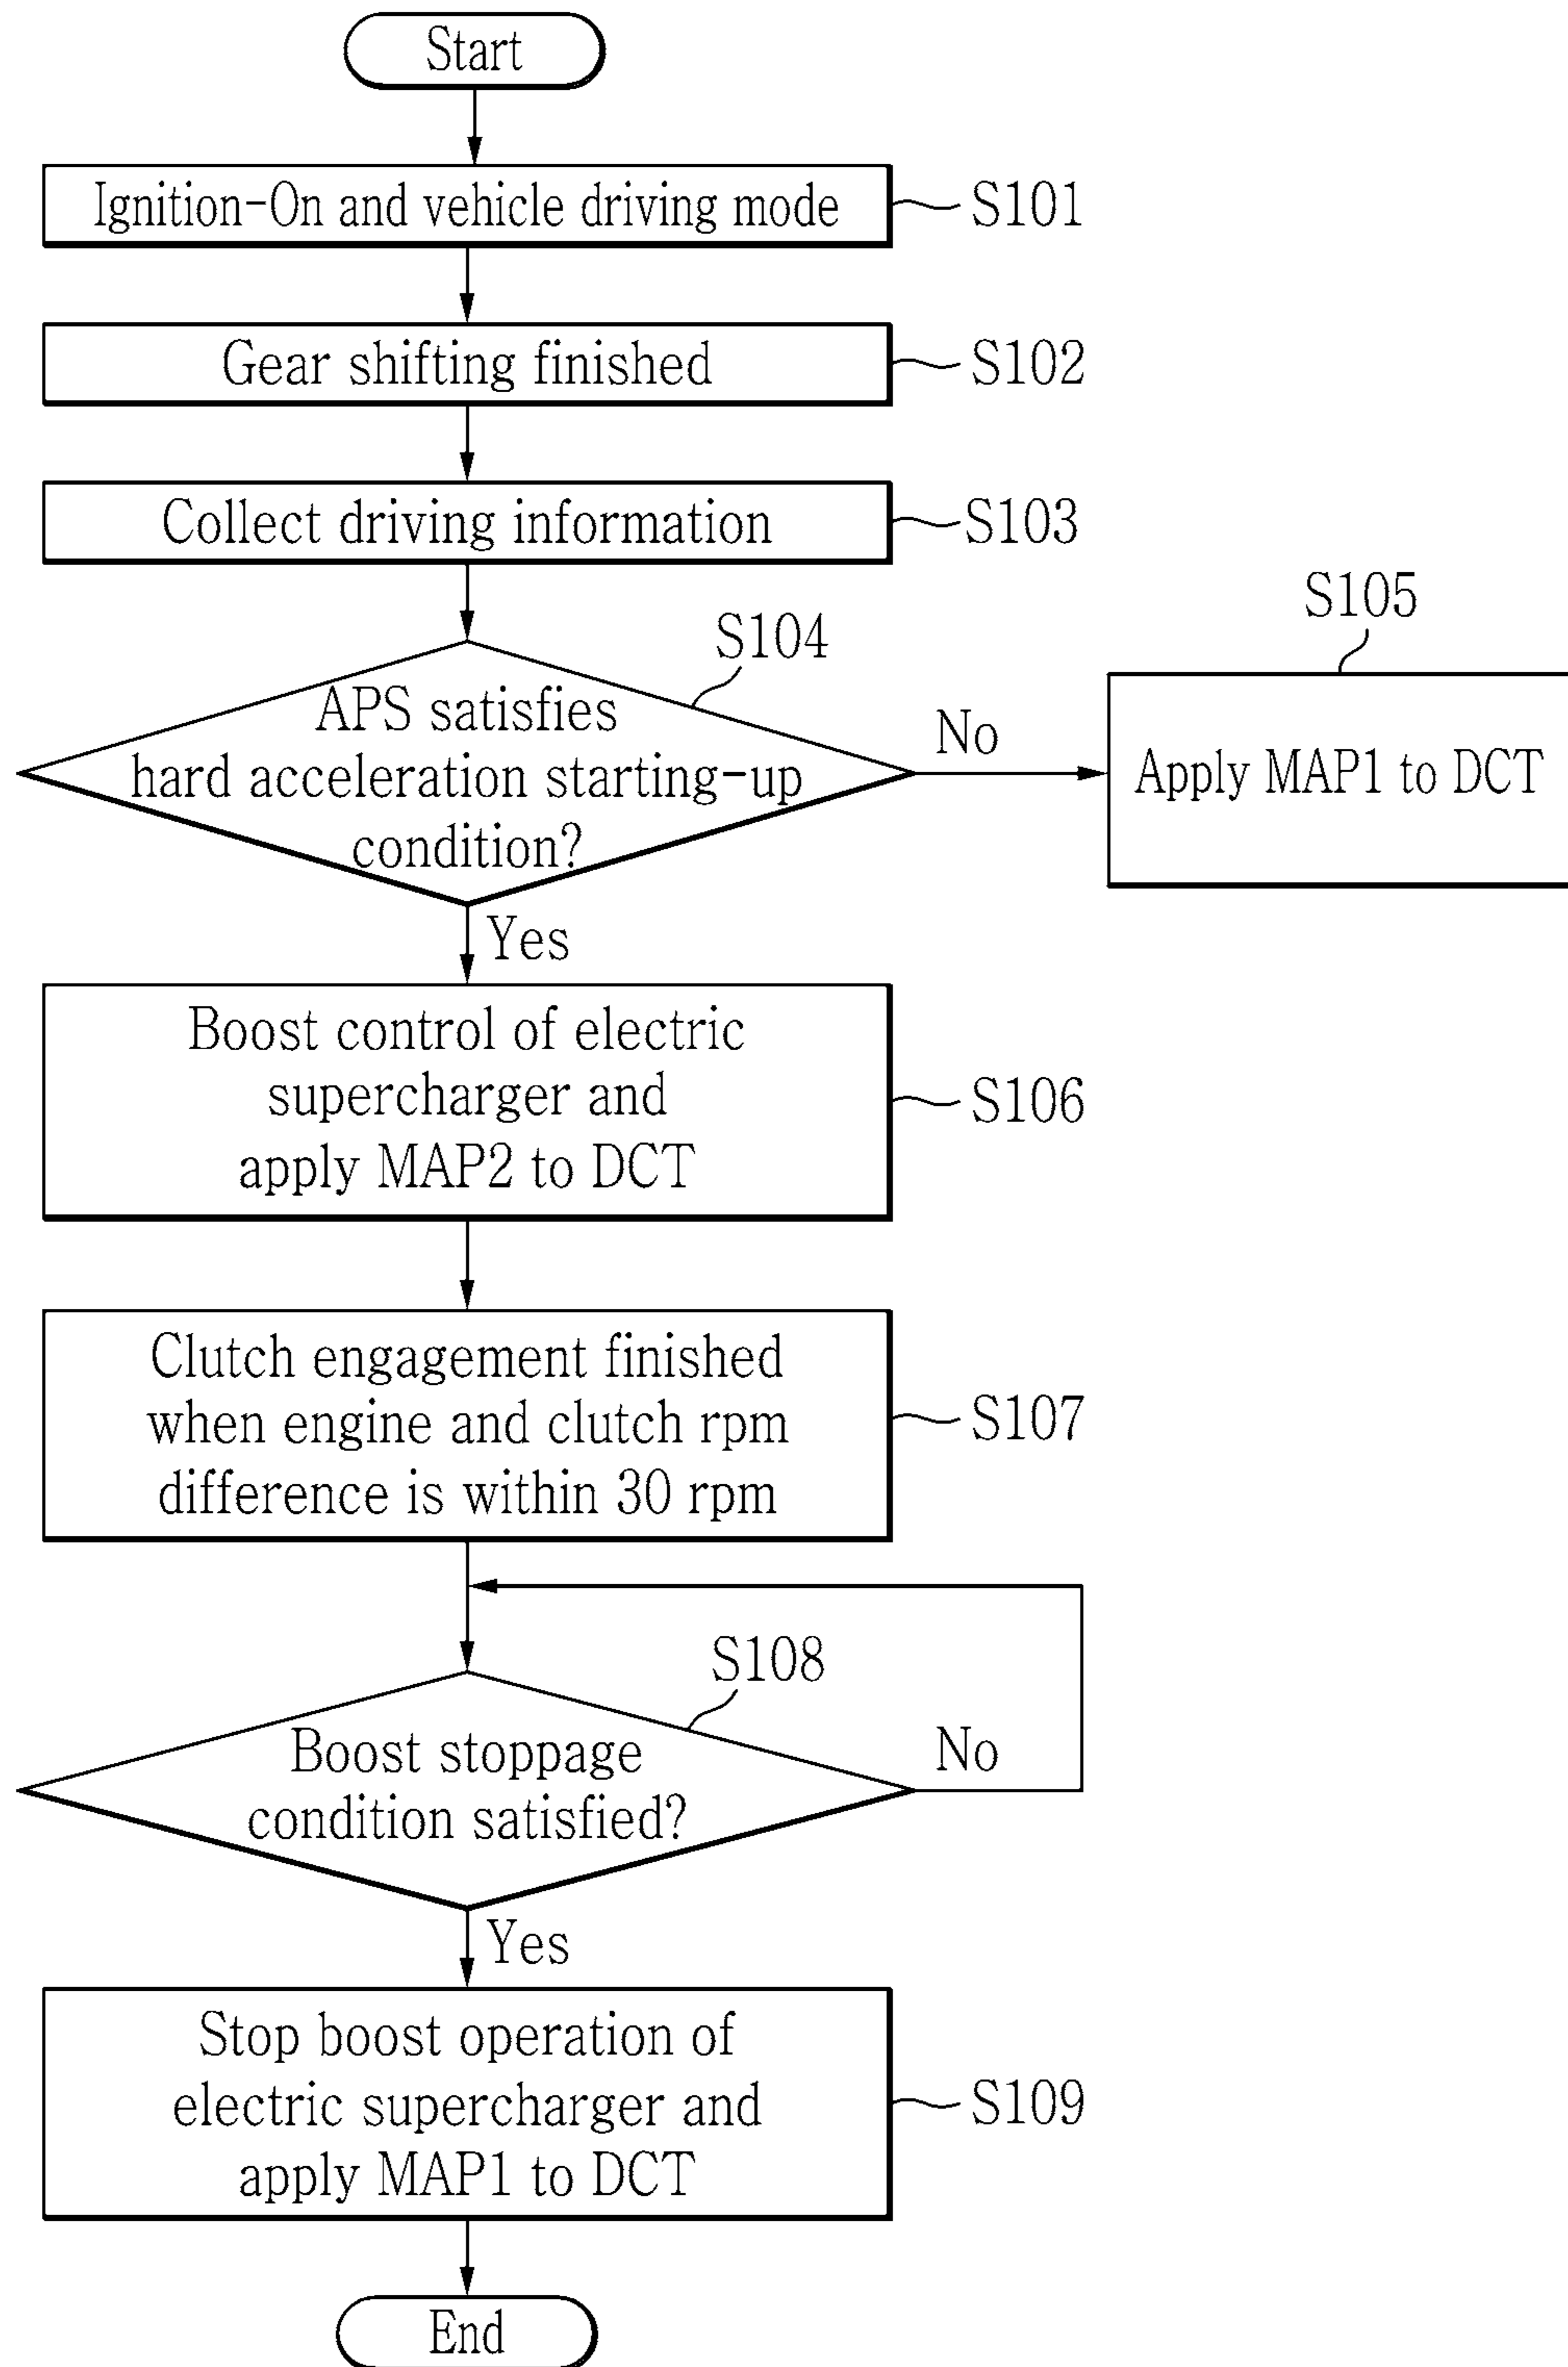 Start
Ignition-On and vehicle driving mode
S101
Gear shifting finished
S102
Collect driving information
S103
S104
APS satisfies
hard acceleration starting-up
condition?
No
S105
Apply MAP1 to DCT
Yes
Boost control of electric
supercharger and
apply MAP2 to DCT
S106
Clutch engagement finished
when engine and clutch rpm
difference is within 30 rpm
S107
S108
Boost stoppage
condition satisfied?
No
Yes
Stop boost operation of
electric supercharger and
apply MAP1 to DCT
S109
End